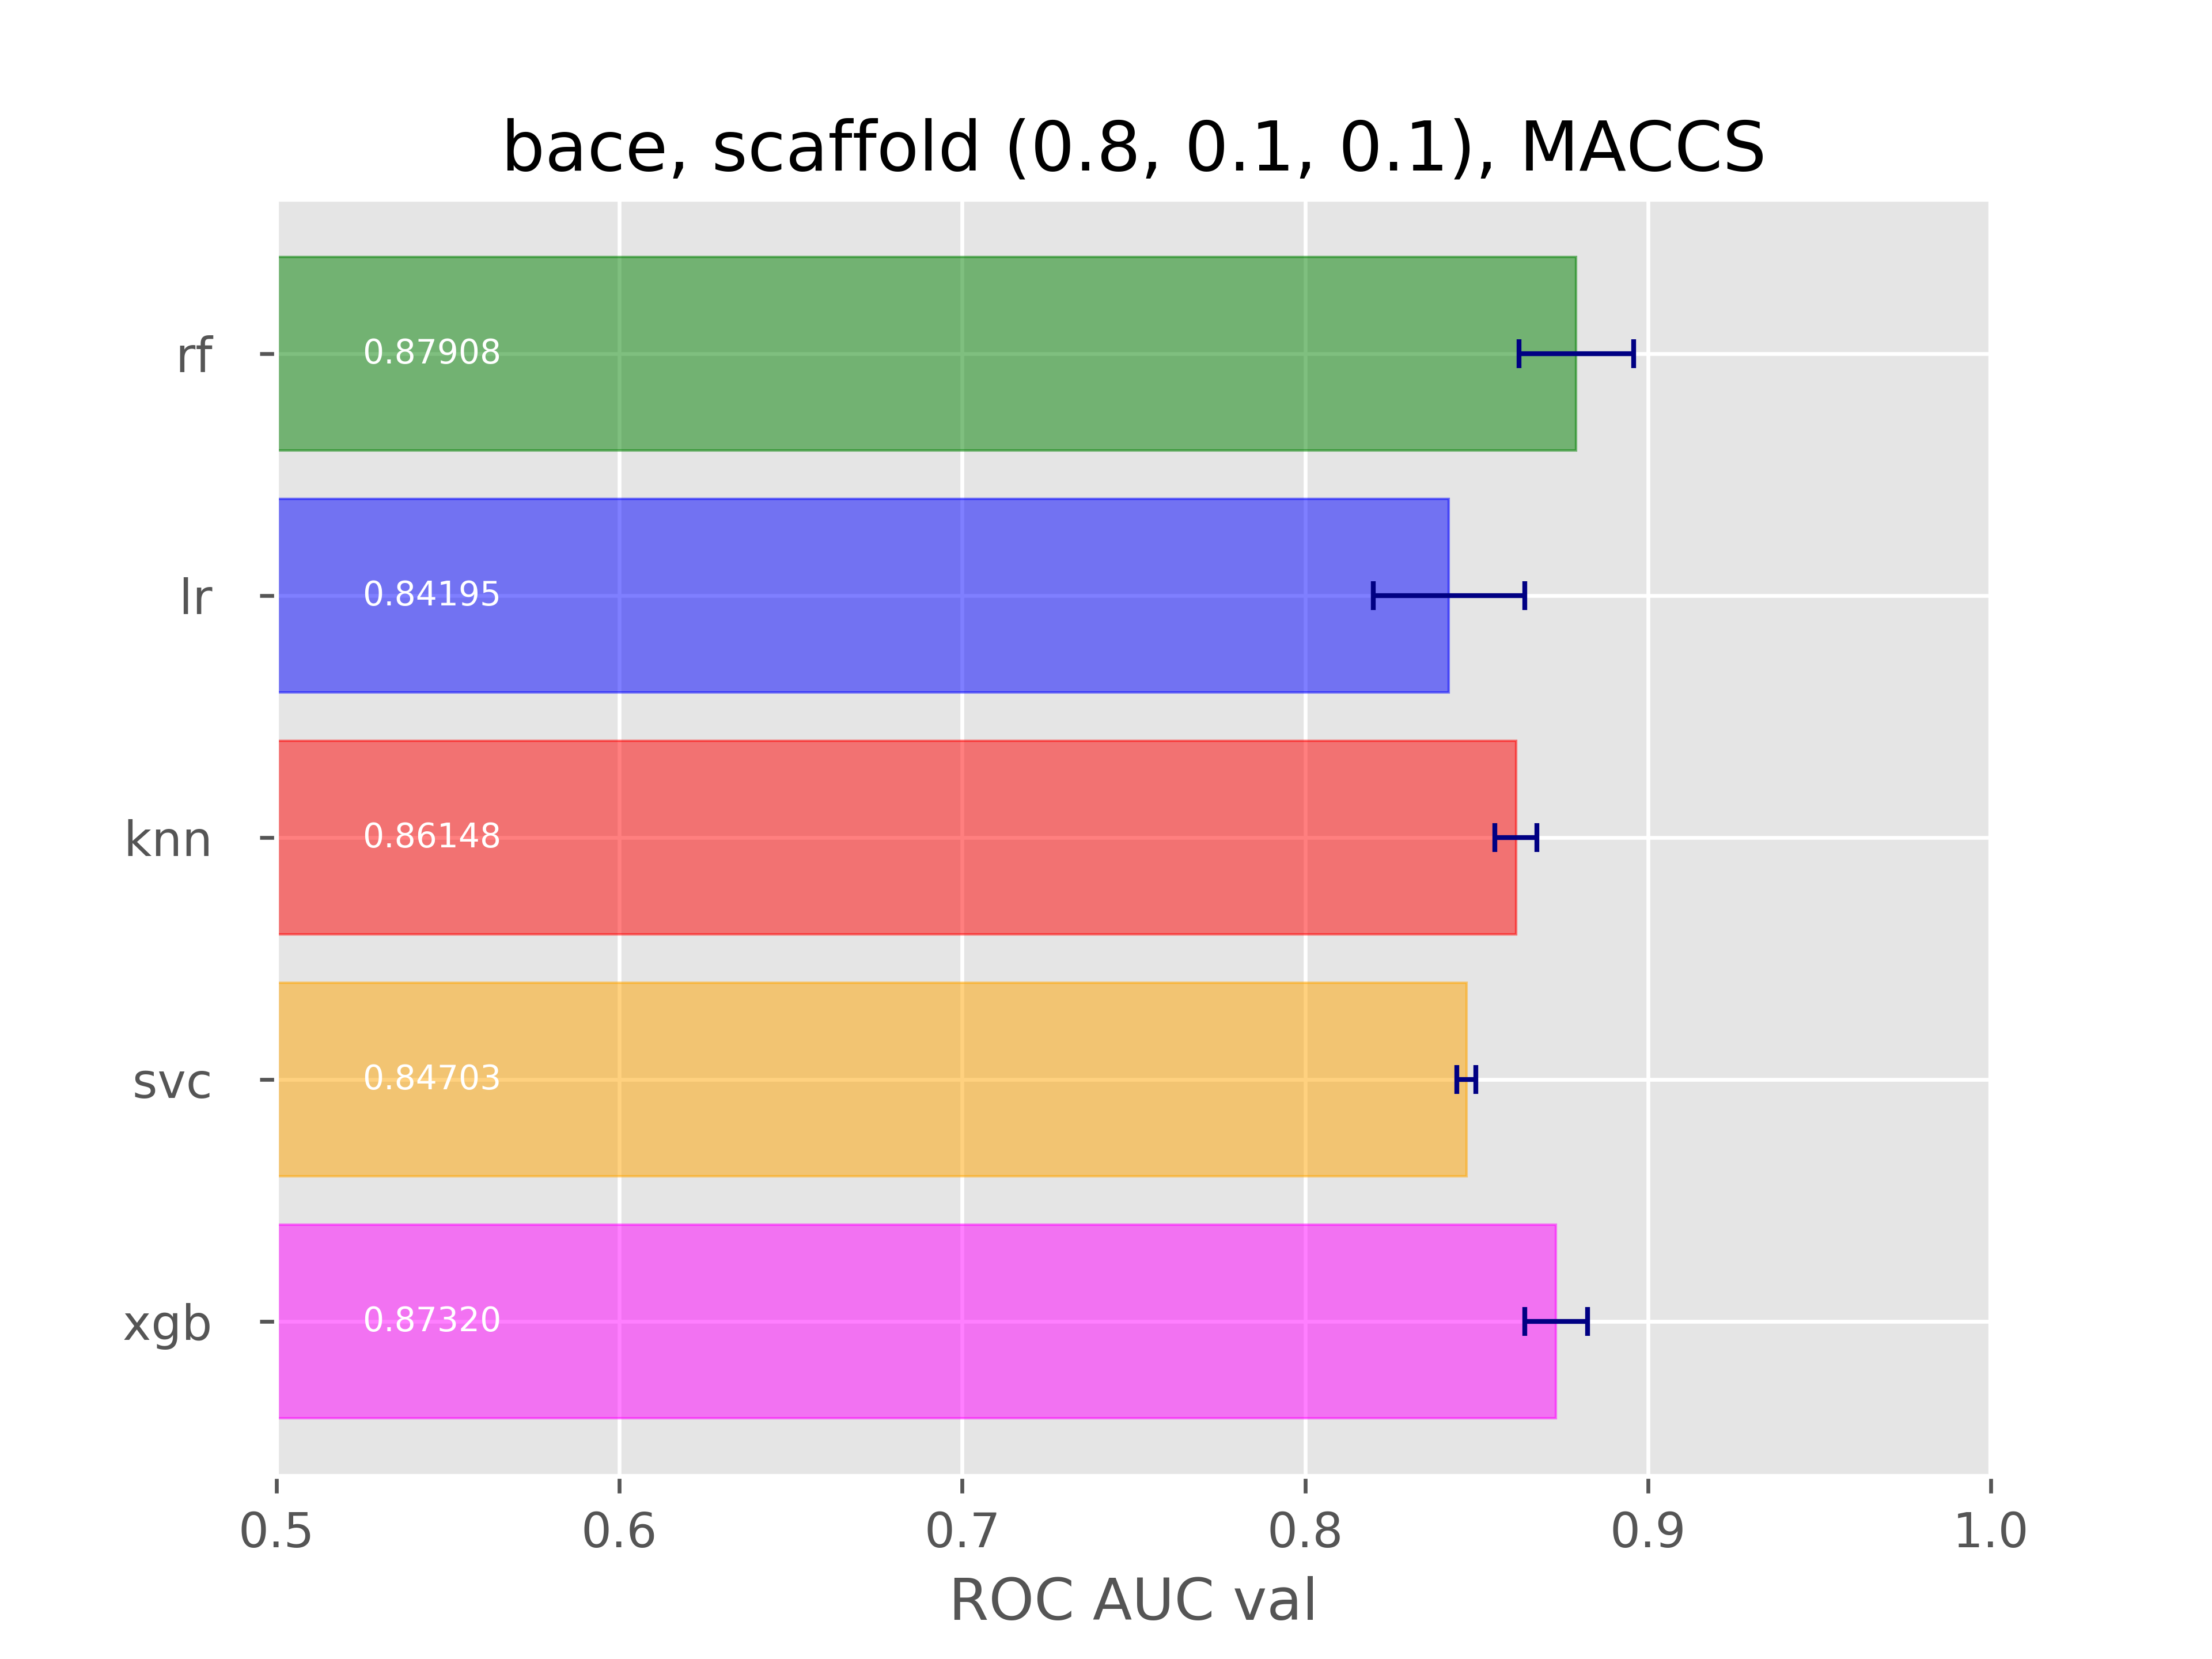 bace, scaffold (0.8, 0.1, 0.1), MACCS
rf
0.87908
lr
0.84195
knn
0.86148
svc
0.84703
xgb
0.87320
0.5 0.6 0.7 0.8 0.9 1.0
ROC AUC val